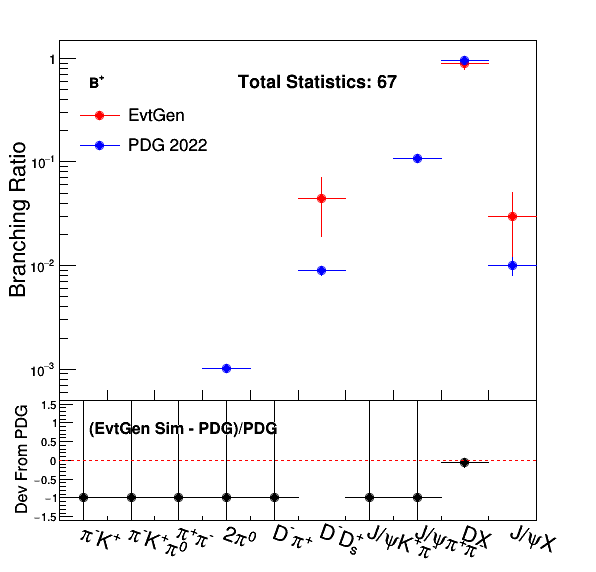 B⁺ Total Statistics: 67
EvtGen
PDG 2022
Branching Ratio
1
10⁻¹
10⁻²
10⁻³
Dev From PDG
(EvtGen Sim - PDG)/PDG
1.5
1
0.5
0
−0.5
−1
−1.5
π⁻K⁺ π⁻K⁺π⁰ π⁺π⁻ 2π⁰ D⁻π⁺ D⁻Dₛ⁺ J/ψK⁺π⁻ J/ψπ⁺π⁻ DX J/ψX